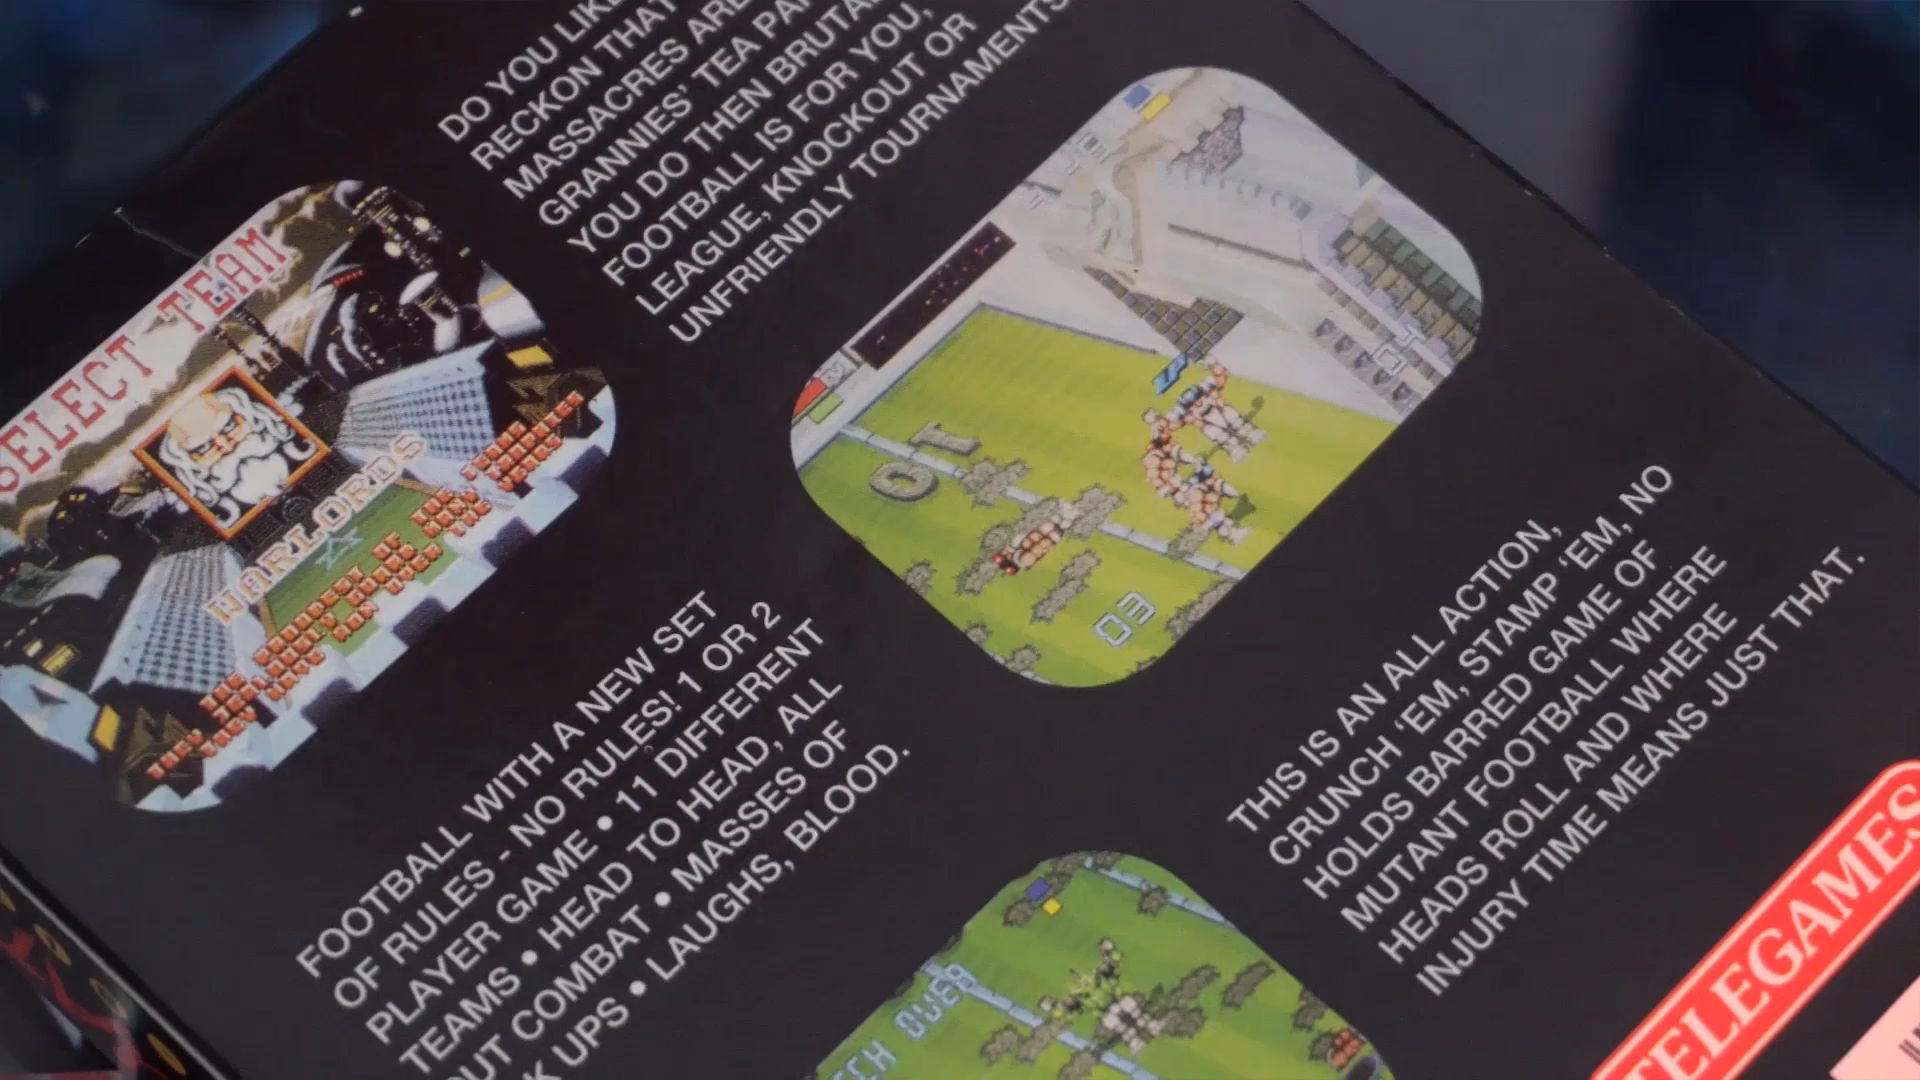 DO YOU LIKE
RECKON THAT
MASSACRES ARE
GRANNIES' TEA
YOU DO THEN
FOOTBALL IS FOR YOU,
LEAGUE, KNOCKOUT OR
UNFRIENDLY TOURNAMENTS
SELECT TEAM
WARLORDS
03
FOOTBALL WITH A NEW SET
OF RULES - NO RULES! 1 OR 2
PLAYER GAME • 11 DIFFERENT
TEAMS • HEAD TO HEAD, ALL
OUT COMBAT • MASSES OF
UPS • LAUGHS, BLOOD.
THIS IS AN ALL ACTION,
CRUNCH 'EM, STAMP 'EM, NO
HOLDS BARRED GAME OF
MUTANT FOOTBALL WHERE
HEADS ROLL AND WHERE
INJURY TIME MEANS JUST THAT.
OVER
TELEGAMES